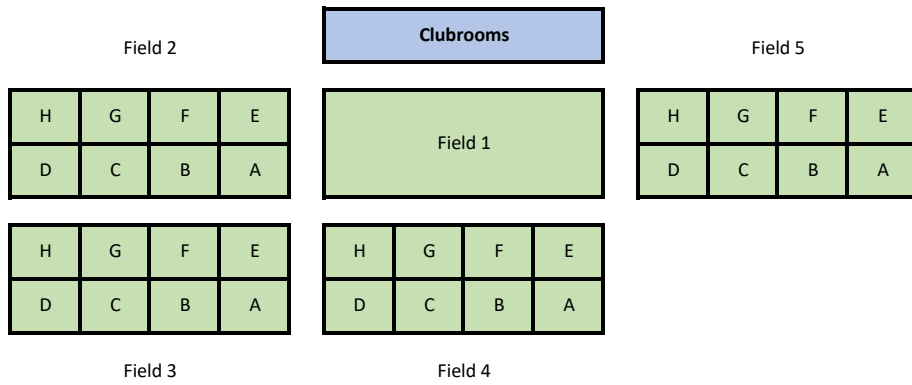 Clubrooms
Field 2
Field 5
H G F E
Field 1
H G F E
D C B A
D C B A
H G F E
H G F E
D C B A
D C B A
Field 3
Field 4